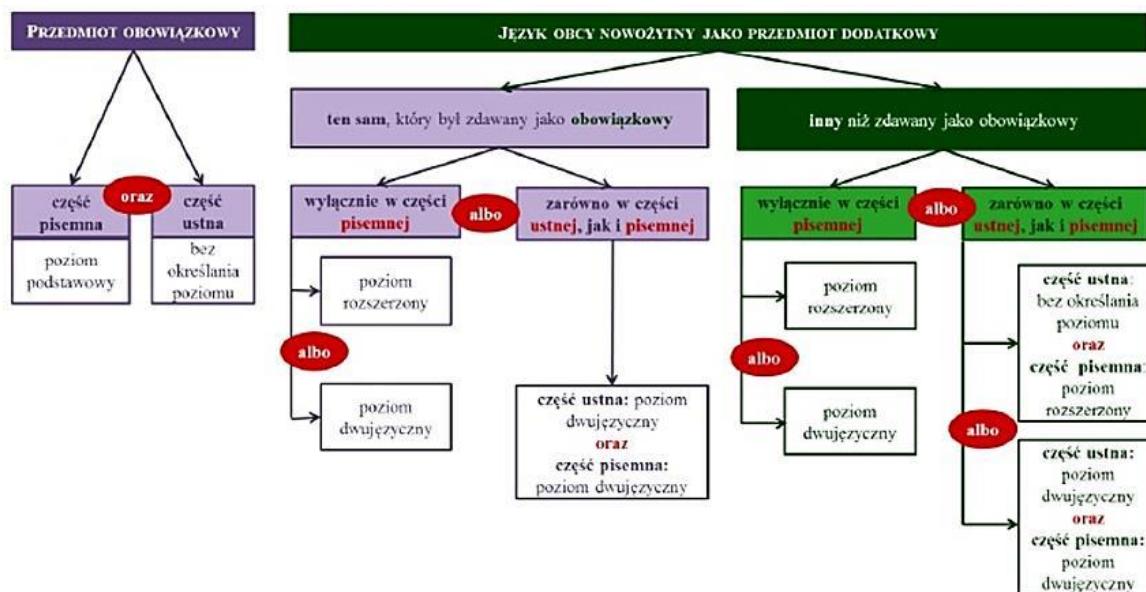 PRZEDMIOT OBOWIĄZKOWY
część
pisemna
oraz
część
ustna
poziom
podstawowy
bez
określania
poziomu
JĘZYK OBCY NOWOŻYTNY JAKO PRZEDMIOT DODATKOWY
ten sam, który był zdawany jako obowiązkowy
wyłącznie w części
pisemnej
albo
zarówno w części
ustnej, jak i pisemnej
poziom
rozszerzony
albo
poziom
dwujęzyczny
część ustna: poziom
dwujęzyczny
oraz
część pisemna:
poziom dwujęzyczny
inny niż zdawany jako obowiązkowy
wyłącznie w części
pisemnej
albo
zarówno w części
ustnej, jak i pisemnej
poziom
rozszerzony
albo
poziom
dwujęzyczny
część ustna:
bez określania
poziomu
oraz
część pisemna:
poziom
rozszerzony
albo
część ustna:
poziom
dwujęzyczny
oraz
część pisemna:
poziom
dwujęzyczny